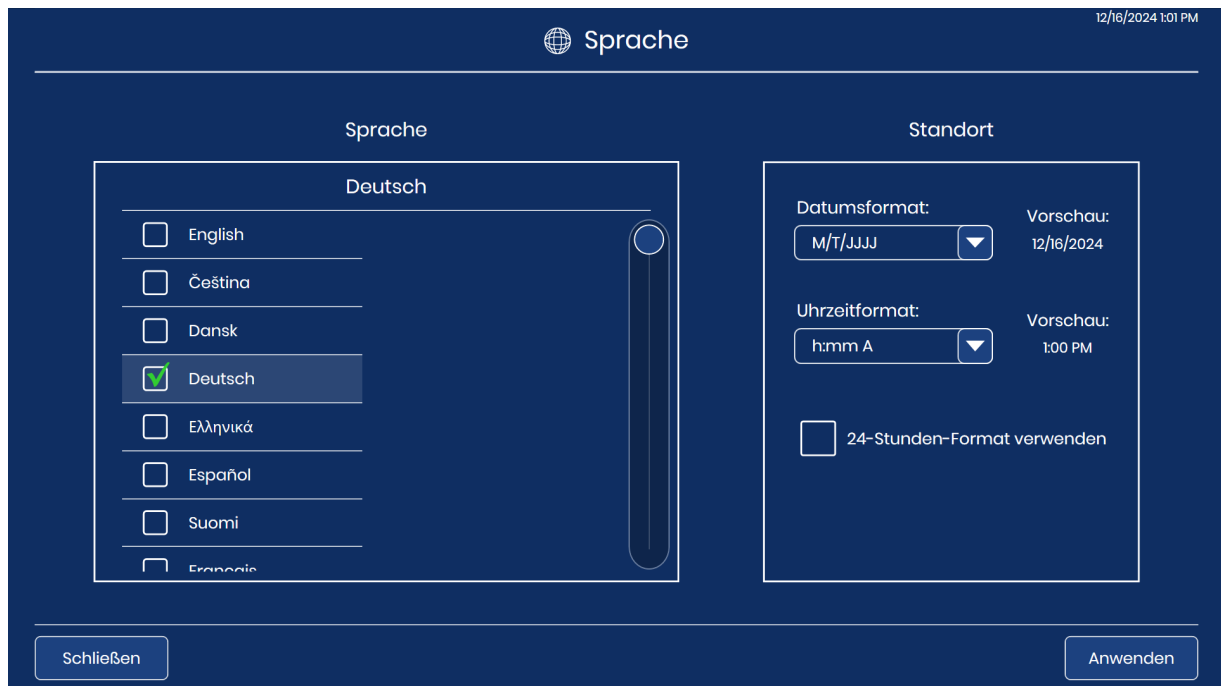 12/16/2024 1:01 PM
Sprache
Sprache
Deutsch
English
Čeština
Dansk
Deutsch
Ελληνικά
Español
Suomi
Standort
Datumsformat:
M/T/JJJJ
Vorschau:
12/16/2024
Uhrzeitformat:
h:mm A
Vorschau:
1:00 PM
24-Stunden-Format verwenden
Schließen
Anwenden